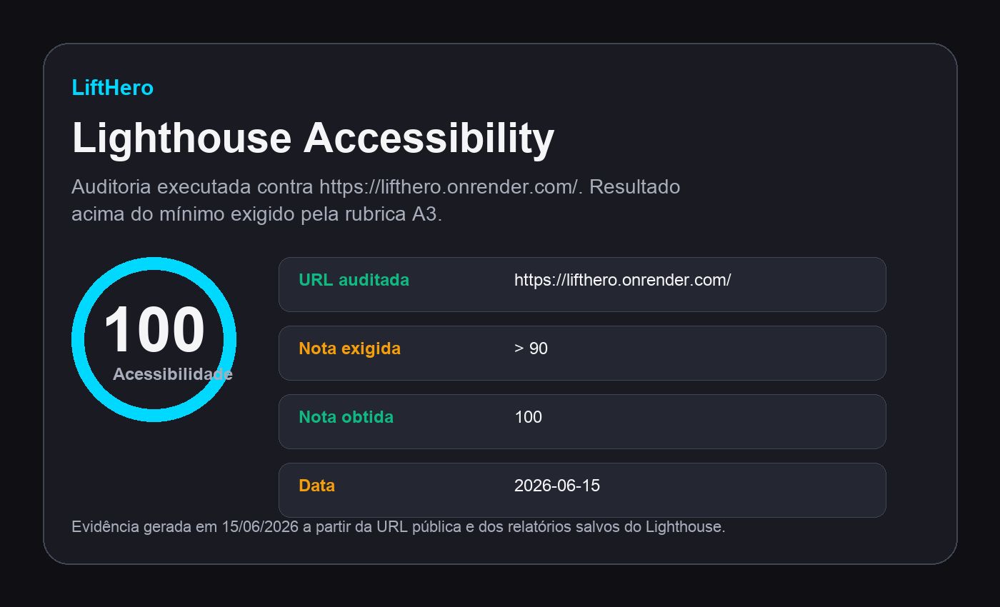 LiftHero
Lighthouse Accessibility
Auditoria executada contra https://lifthero.onrender.com/. Resultado
acima do mínimo exigido pela rubrica A3.
100
Acessibilidade
URL auditada https://lifthero.onrender.com/
Nota exigida > 90
Nota obtida 100
Data 2026-06-15
Evidência gerada em 15/06/2026 a partir da URL pública e dos relatórios salvos do Lighthouse.